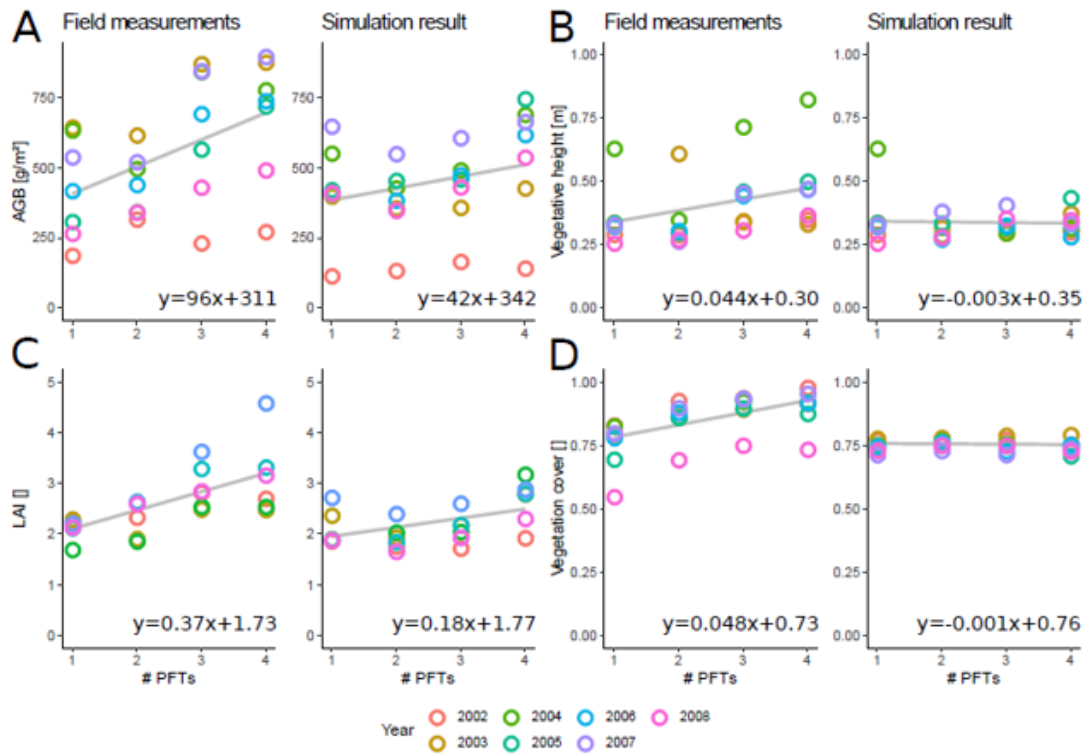 A Field measurements Simulation result B Field measurements Simulation result
AGB [g/m²]
750
500
250
0
1 2 3 4
y=96x+311
750
500
250
0
1 2 3 4
y=42x+342
Vegetative height [m]
1.00
0.75
0.50
0.25
0.00
1 2 3 4
y=0.044x+0.30
1.00
0.75
0.50
0.25
0.00
1 2 3 4
y=-0.003x+0.35
C
LAI []
5
4
3
2
1
0
1 2 3 4
# PFTs
y=0.37x+1.73
5
4
3
2
1
0
1 2 3 4
# PFTs
y=0.18x+1.77
D
Vegetation cover []
1.00
0.75
0.50
0.25
0.00
1 2 3 4
# PFTs
y=0.048x+0.73
1.00
0.75
0.50
0.25
0.00
1 2 3 4
# PFTs
y=-0.001x+0.76
Year
2002 2004 2006 2008
2003 2005 2007